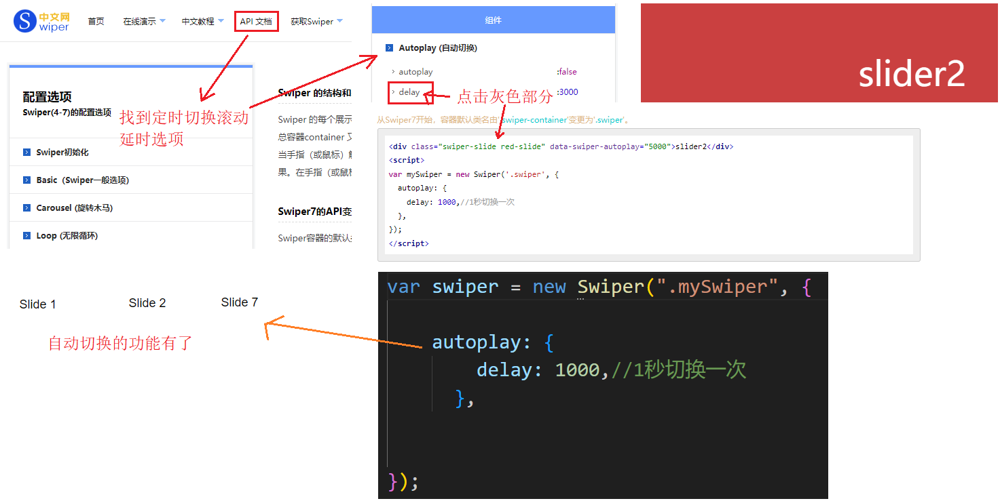 S 中文网
wiper
首页
在线演示
中文教程
API 文档
获取Swiper
配置选项
Swiper(4-7)的配置选项
Swiper初始化
Basic（Swiper一般选项)
Carousel (旋转木马)
Loop (无限循环)
找到定时切换滚动
延时选项
Swiper 的结构和
Swiper 的每个展示
总容器container
当手指（或鼠标）
果。在手指（或鼠标
Swiper7的API变
Swiper容器的默认
组件
Autoplay (自动切换)
autoplay :false
delay :3000
点击灰色部分
slider2
从Swiper7开始，容器默认类名由'swiper-container'变更为'.swiper'。
<div class="swiper-slide red-slide" data-swiper-autoplay="5000">slider2</div>
<script>
var mySwiper = new Swiper('.swiper', {
autoplay: {
delay: 1000,//1秒切换一次
},
});
</script>
Slide 1
Slide 2
Slide 7
自动切换的功能有了
var swiper = new Swiper(".mySwiper", {
autoplay: {
delay: 1000,//1秒切换一次
},
});